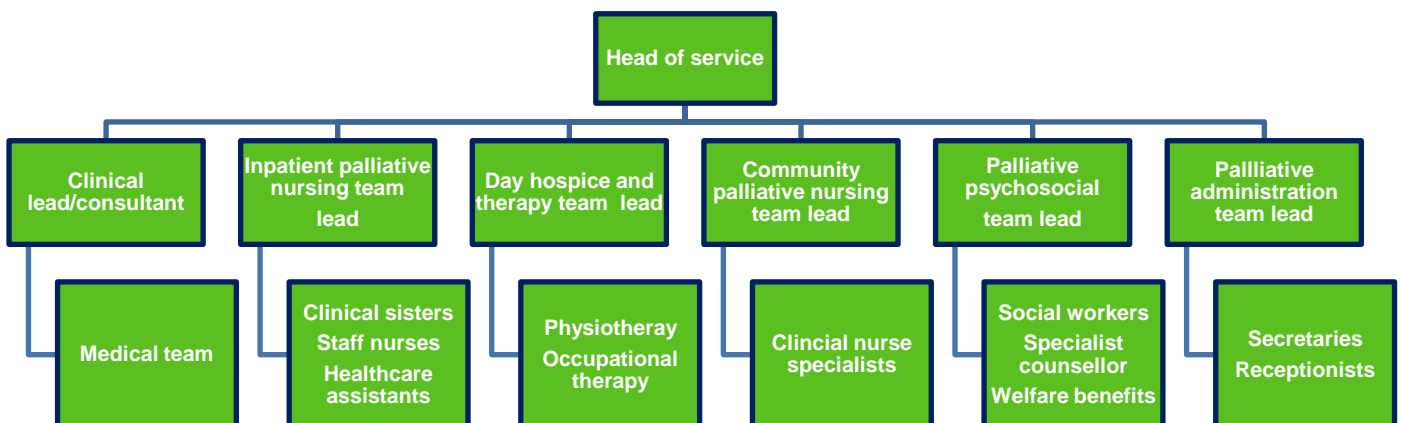 Head of service
Clinical
lead/consultant
Inpatient palliative
nursing team
lead
Day hospice and
therapy team lead
Community
palliative nursing
team lead
Palliative
psychosocial
team lead
Pallliative
administration
team lead
Medical team
Clinical sisters
Staff nurses
Healthcare
assistants
Physiotheray
Occupational
therapy
Clincial nurse
specialists
Social workers
Specialist
counsellor
Welfare benefits
Secretaries
Receptionists